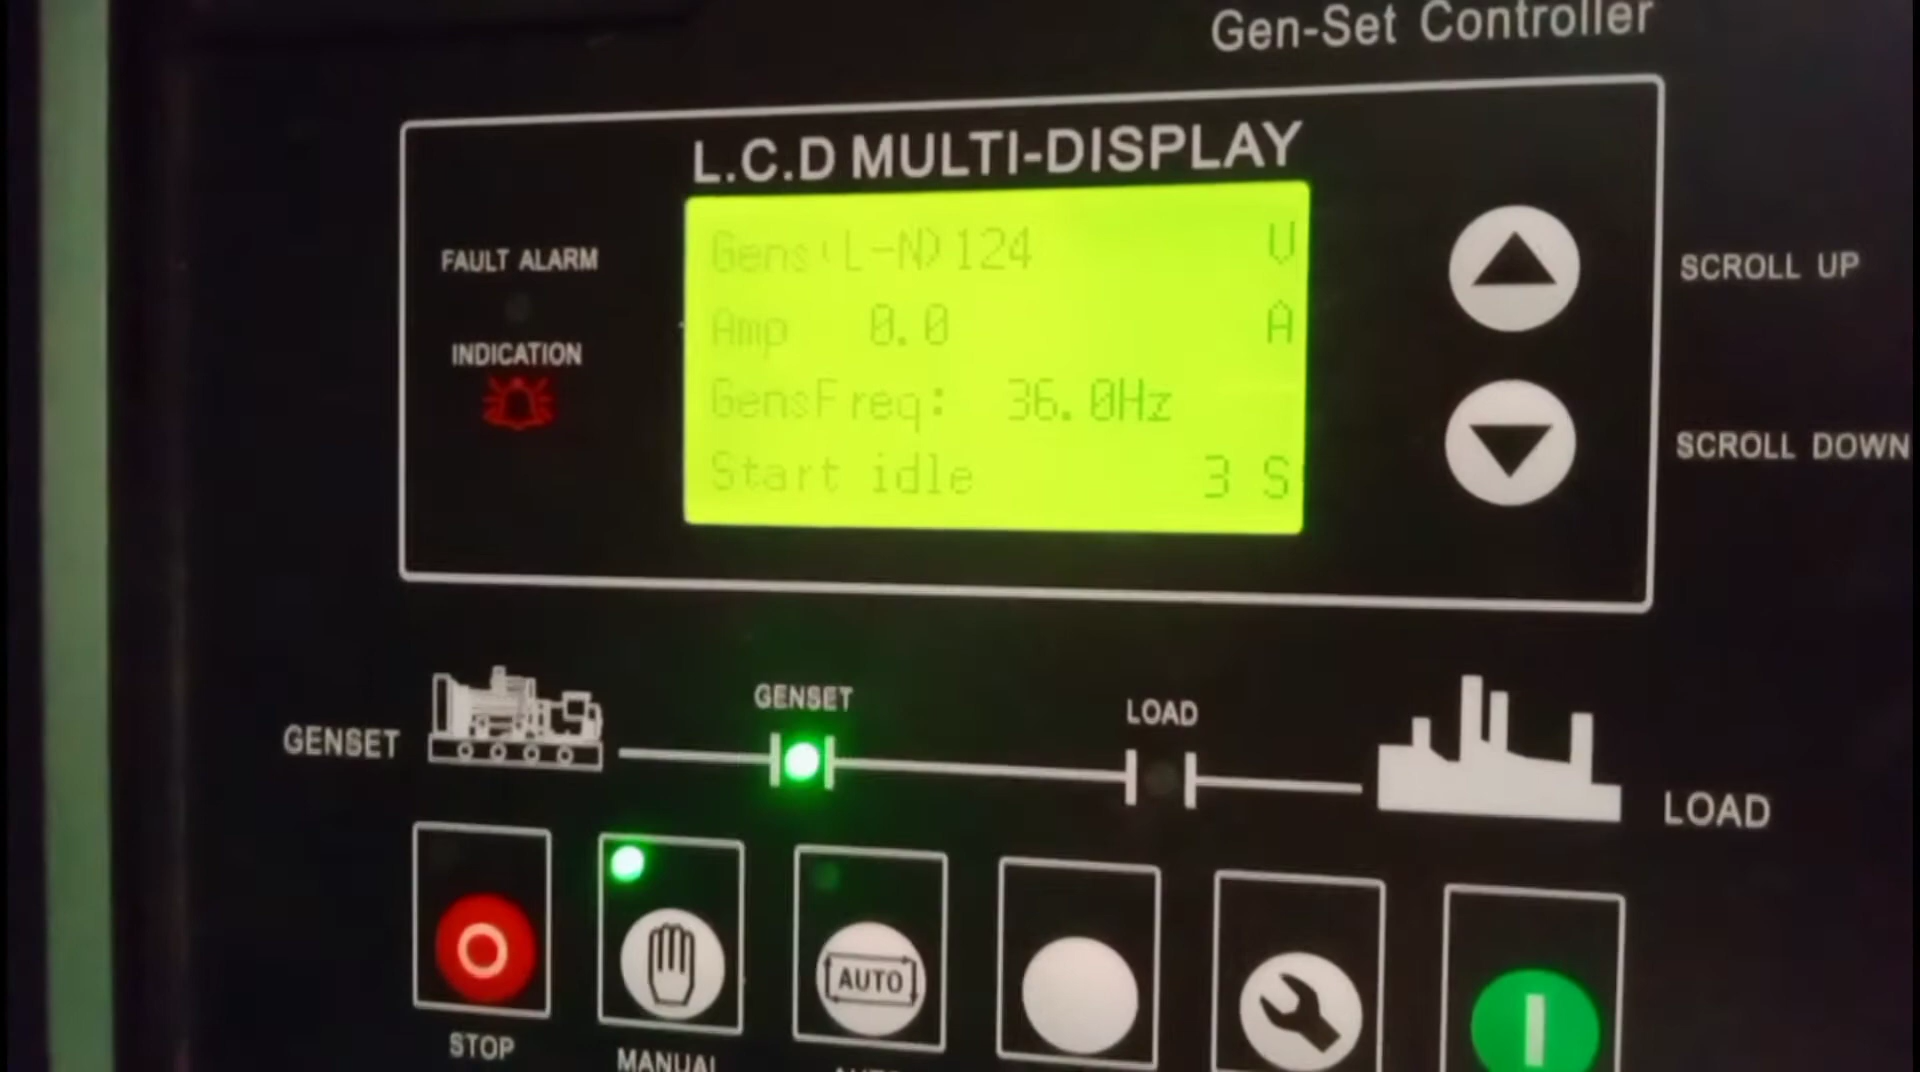 Gen-Set Controller
L.C.D MULTI-DISPLAY
Gens(L-N)124 V
Amp 0.0 A
GensFreq: 36.0Hz
Start idle 3 S
FAULT ALARM
INDICATION
SCROLL UP
SCROLL DOWN
GENSET
GENSET
LOAD
LOAD
AUTO
STOP
MANUAL
AUTO